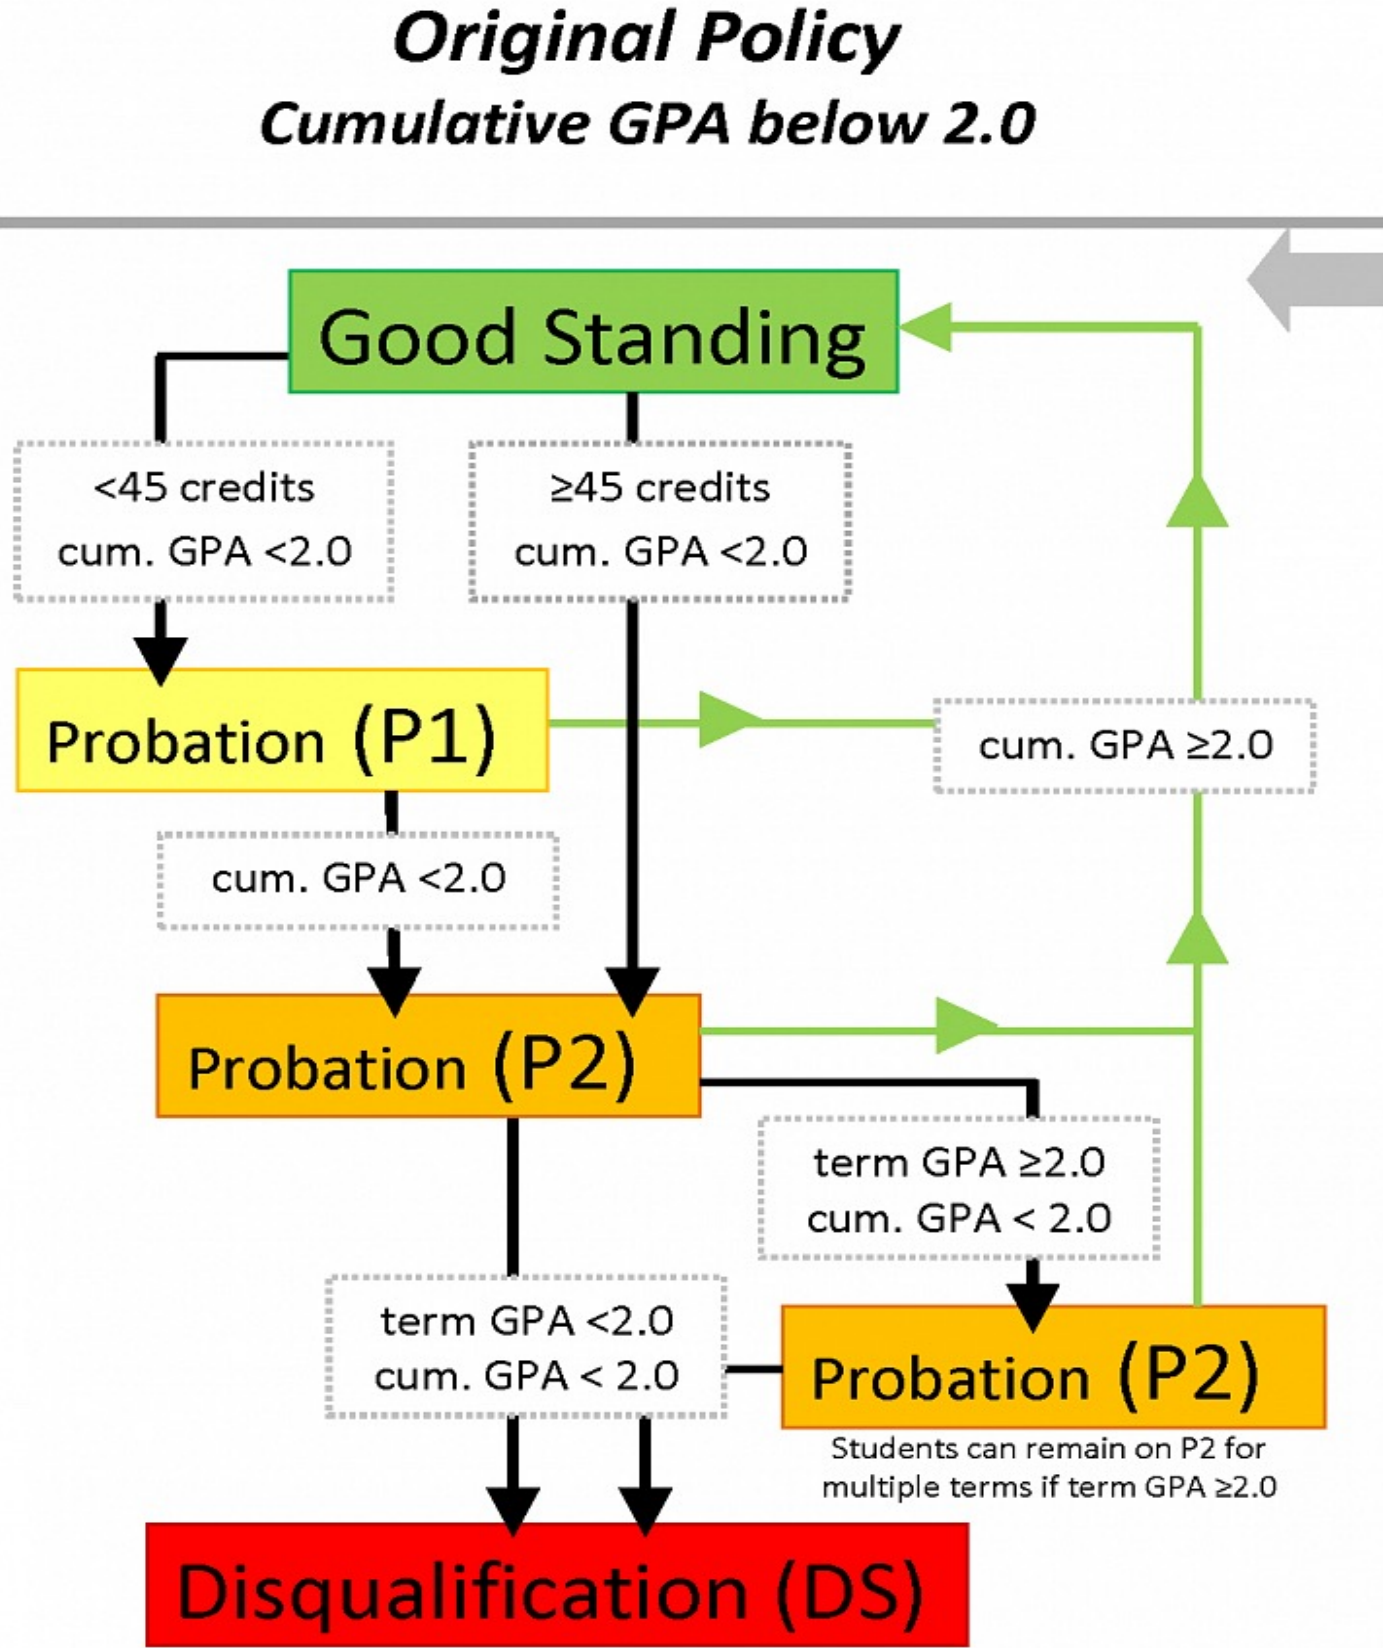 Original Policy
Cumulative GPA below 2.0
Good Standing
<45 credits
cum. GPA <2.0
≥45 credits
cum. GPA <2.0
Probation (P1)
cum. GPA ≥2.0
cum. GPA <2.0
Probation (P2)
term GPA ≥2.0
cum. GPA < 2.0
term GPA <2.0
cum. GPA < 2.0
Probation (P2)
Students can remain on P2 for
multiple terms if term GPA ≥2.0
Disqualification (DS)